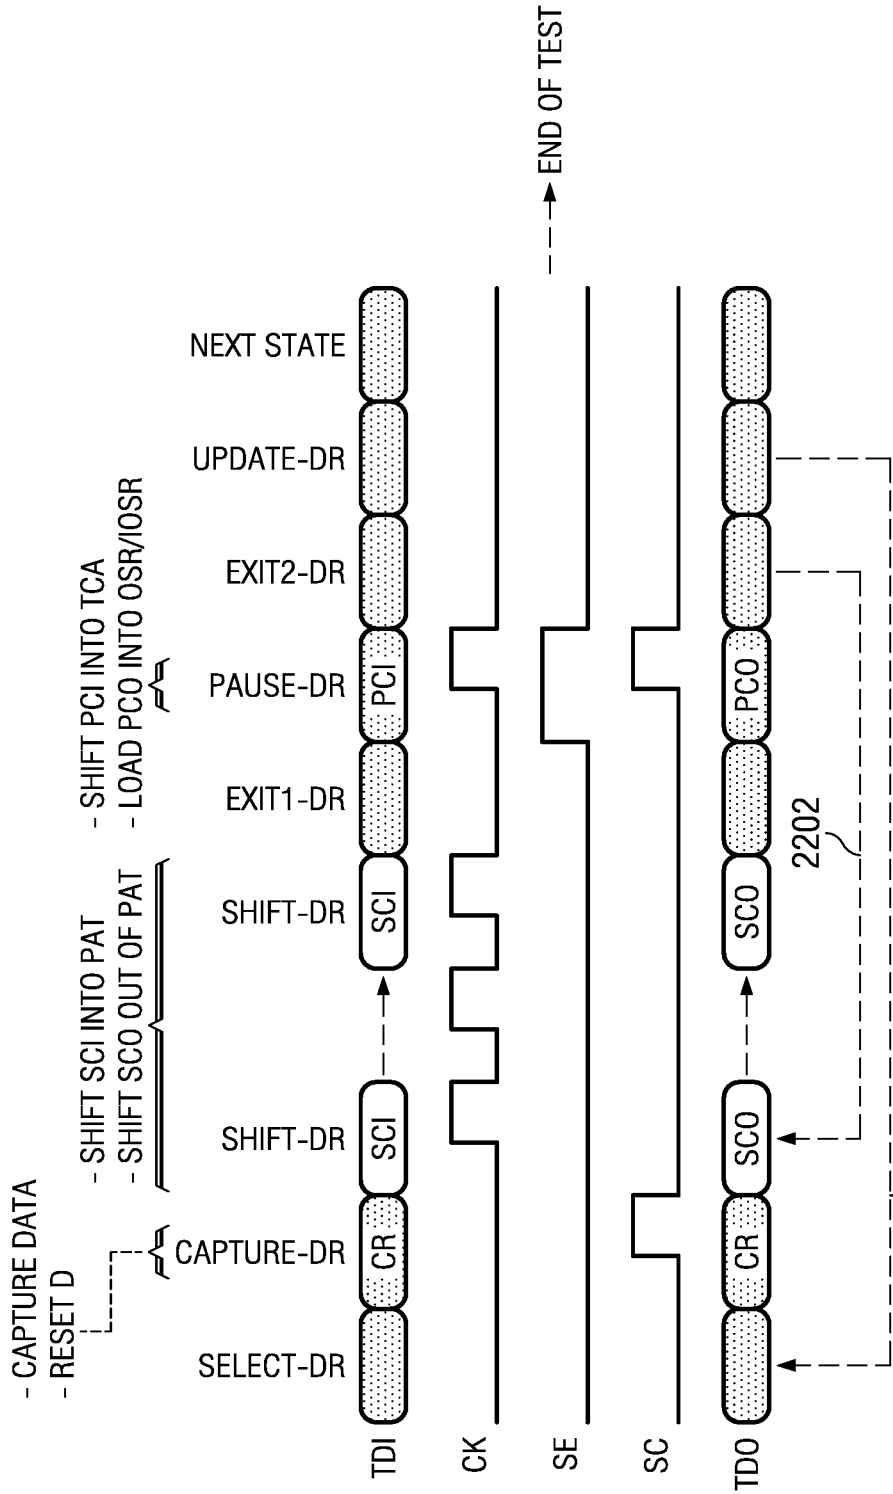 - CAPTURE DATA
- RESET D
- SHIFT SCI INTO PAT
- SHIFT SCO OUT OF PAT
- SHIFT PCI INTO TCA
- LOAD PCO INTO OSR/IOSR
SELECT-DR
CAPTURE-DR
SHIFT-DR
SHIFT-DR
EXIT1-DR
PAUSE-DR
EXIT2-DR
UPDATE-DR
NEXT STATE
TDI
CR
SCI
SCI
PCI
CK
SE
END OF TEST
SC
TDO
CR
SCO
SCO
PCO
2202